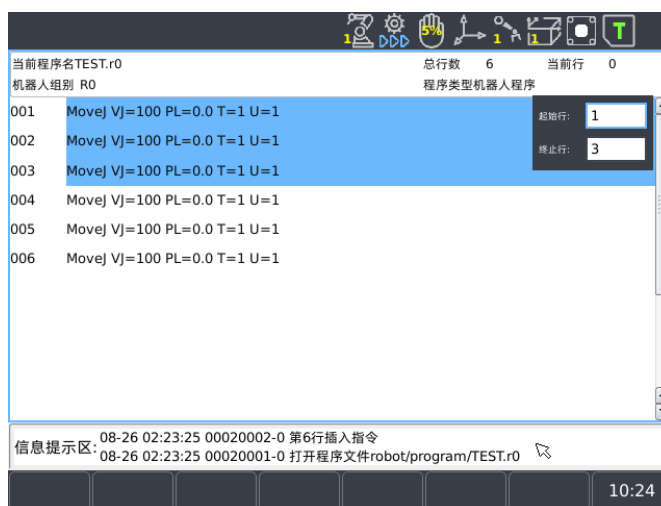 1 5% 1 1 T
当前程序名TEST.r0 总行数 6 当前行 0
机器人组别 R0 程序类型机器人程序
001 MoveJ VJ=100 PL=0.0 T=1 U=1 起始行: 1
002 MoveJ VJ=100 PL=0.0 T=1 U=1
终止行: 3
003 MoveJ VJ=100 PL=0.0 T=1 U=1
004 MoveJ VJ=100 PL=0.0 T=1 U=1
005 MoveJ VJ=100 PL=0.0 T=1 U=1
006 MoveJ VJ=100 PL=0.0 T=1 U=1
信息提示区:
08-26 02:23:25 00020002-0 第6行插入指令
08-26 02:23:25 00020001-0 打开程序文件robot/program/TEST.r0
10:24